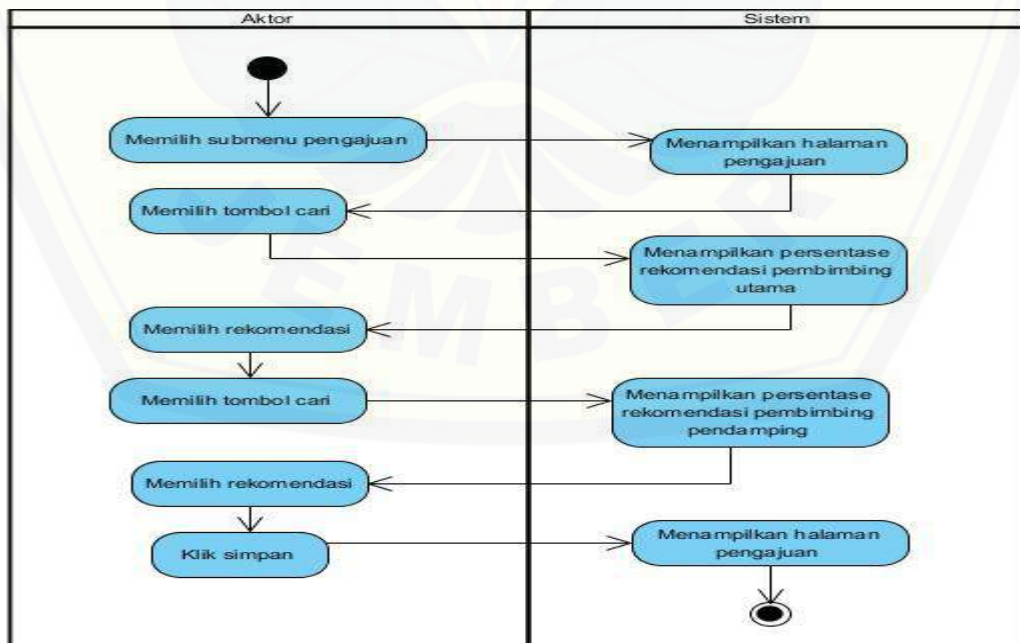 Aktor
Sistem
Memilih submenu pengajuan
Menampilkan halaman
pengajuan
Memilih tombol cari
Menampilkan persentase
rekomendasi pembimbing
utama
Memilih rekomendasi
Memilih tombol cari
Menampilkan persentase
rekomendasi pembimbing
pendamping
Memilih rekomendasi
Klik simpan
Menampilkan halaman
pengajuan
JEMBER